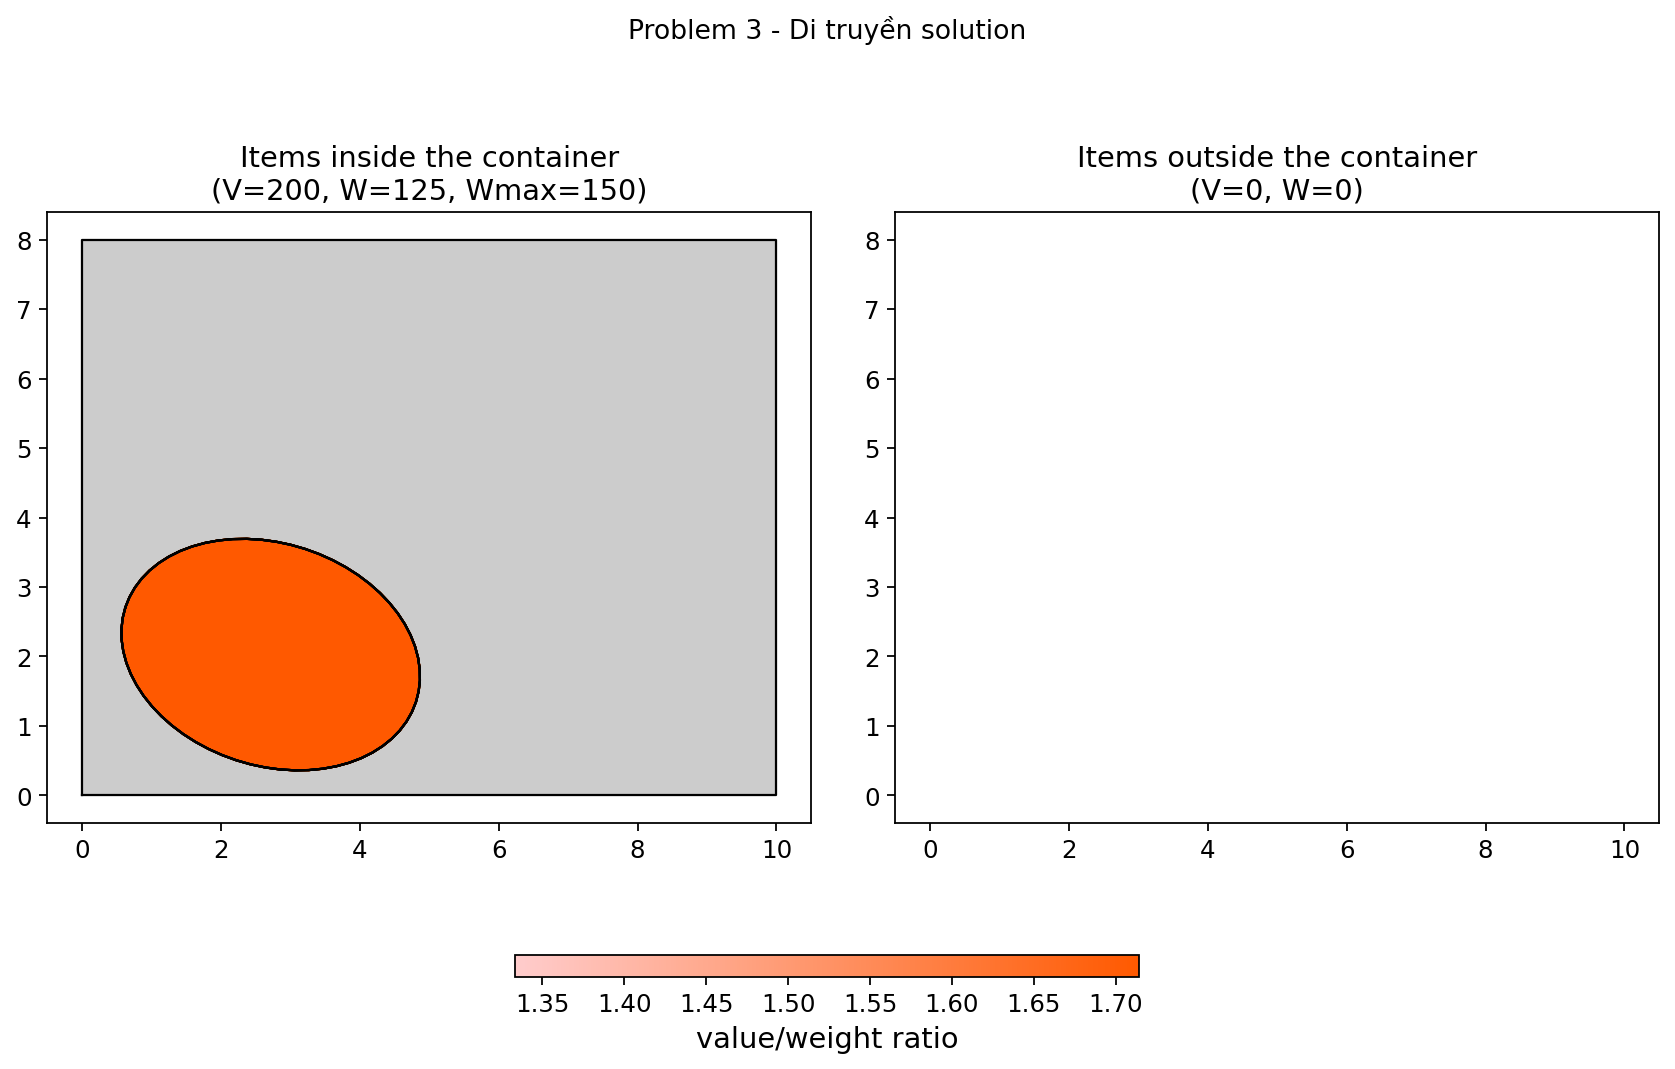 Problem 3 - Di truyền solution
Items inside the container
(V=200, W=125, Wmax=150)
8
7
6
5
4
3
2
1
0
0 2 4 6 8 10
Items outside the container
(V=0, W=0)
8
7
6
5
4
3
2
1
0
0 2 4 6 8 10
1.35 1.40 1.45 1.50 1.55 1.60 1.65 1.70
value/weight ratio